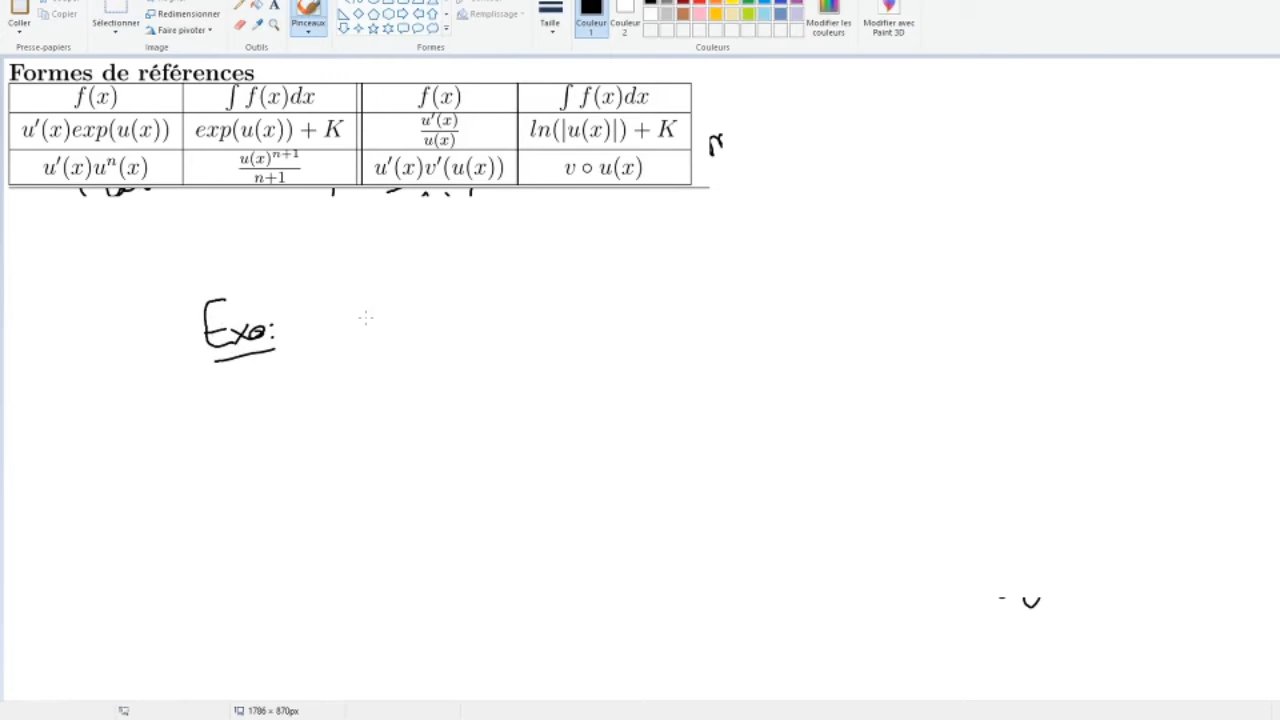 Copier
Coller
Sélectionner
Redimensionner
Faire pivoter
Pinceaux
Remplissage
Taille
Couleur 1
Couleur 2
Modifier les couleurs
Modifier avec Paint 3D
Presse-papiers
Image
Outils
Formes
Couleurs
Formes de références
f(x) ∫ f(x)dx f(x) ∫ f(x)dx
u′(x)exp(u(x)) exp(u(x)) + K u′(x)/u(x) ln(|u(x)|) + K
u′(x)uⁿ(x) u(x)ⁿ⁺¹/n+1 u′(x)v′(u(x)) v ∘ u(x)
Exo:
1786 × 870px